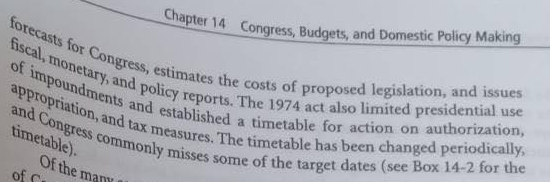 Chapter 14 Congress, Budgets, and Domestic Policy Making
forecasts for Congress, estimates the costs of proposed legislation, and issues
fiscal, monetary, and policy reports. The 1974 act also limited presidential use
of impoundments and established a timetable for action on authorization,
appropriation, and tax measures. The timetable has been changed periodically,
and Congress commonly misses some of the target dates (see Box 14-2 for the
timetable).
Of the many
of